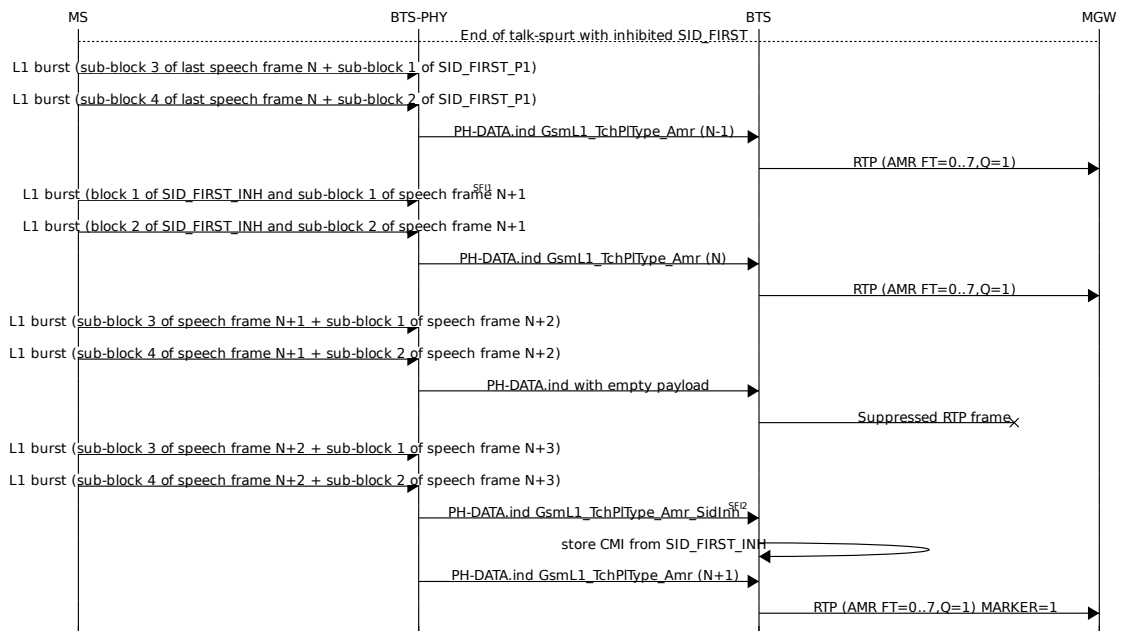 MS BTS-PHY BTS MGW
End of talk-spurt with inhibited SID_FIRST
L1 burst (sub-block 3 of last speech frame N + sub-block 1 of SID_FIRST_P1)
L1 burst (sub-block 4 of last speech frame N + sub-block 2 of SID_FIRST_P1)
PH-DATA.ind GsmL1_TchPlType_Amr (N-1)
RTP (AMR FT=0..7,Q=1)
L1 burst (block 1 of SID_FIRST_INH and sub-block 1 of speech frame N+1 SFI1
L1 burst (block 2 of SID_FIRST_INH and sub-block 2 of speech frame N+1
PH-DATA.ind GsmL1_TchPlType_Amr (N)
RTP (AMR FT=0..7,Q=1)
L1 burst (sub-block 3 of speech frame N+1 + sub-block 1 of speech frame N+2)
L1 burst (sub-block 4 of speech frame N+1 + sub-block 2 of speech frame N+2)
PH-DATA.ind with empty payload
Suppressed RTP frame
L1 burst (sub-block 3 of speech frame N+2 + sub-block 1 of speech frame N+3)
L1 burst (sub-block 4 of speech frame N+2 + sub-block 2 of speech frame N+3)
PH-DATA.ind GsmL1_TchPlType_Amr_SidInh SFI2
store CMI from SID_FIRST_INH
PH-DATA.ind GsmL1_TchPlType_Amr (N+1)
RTP (AMR FT=0..7,Q=1) MARKER=1